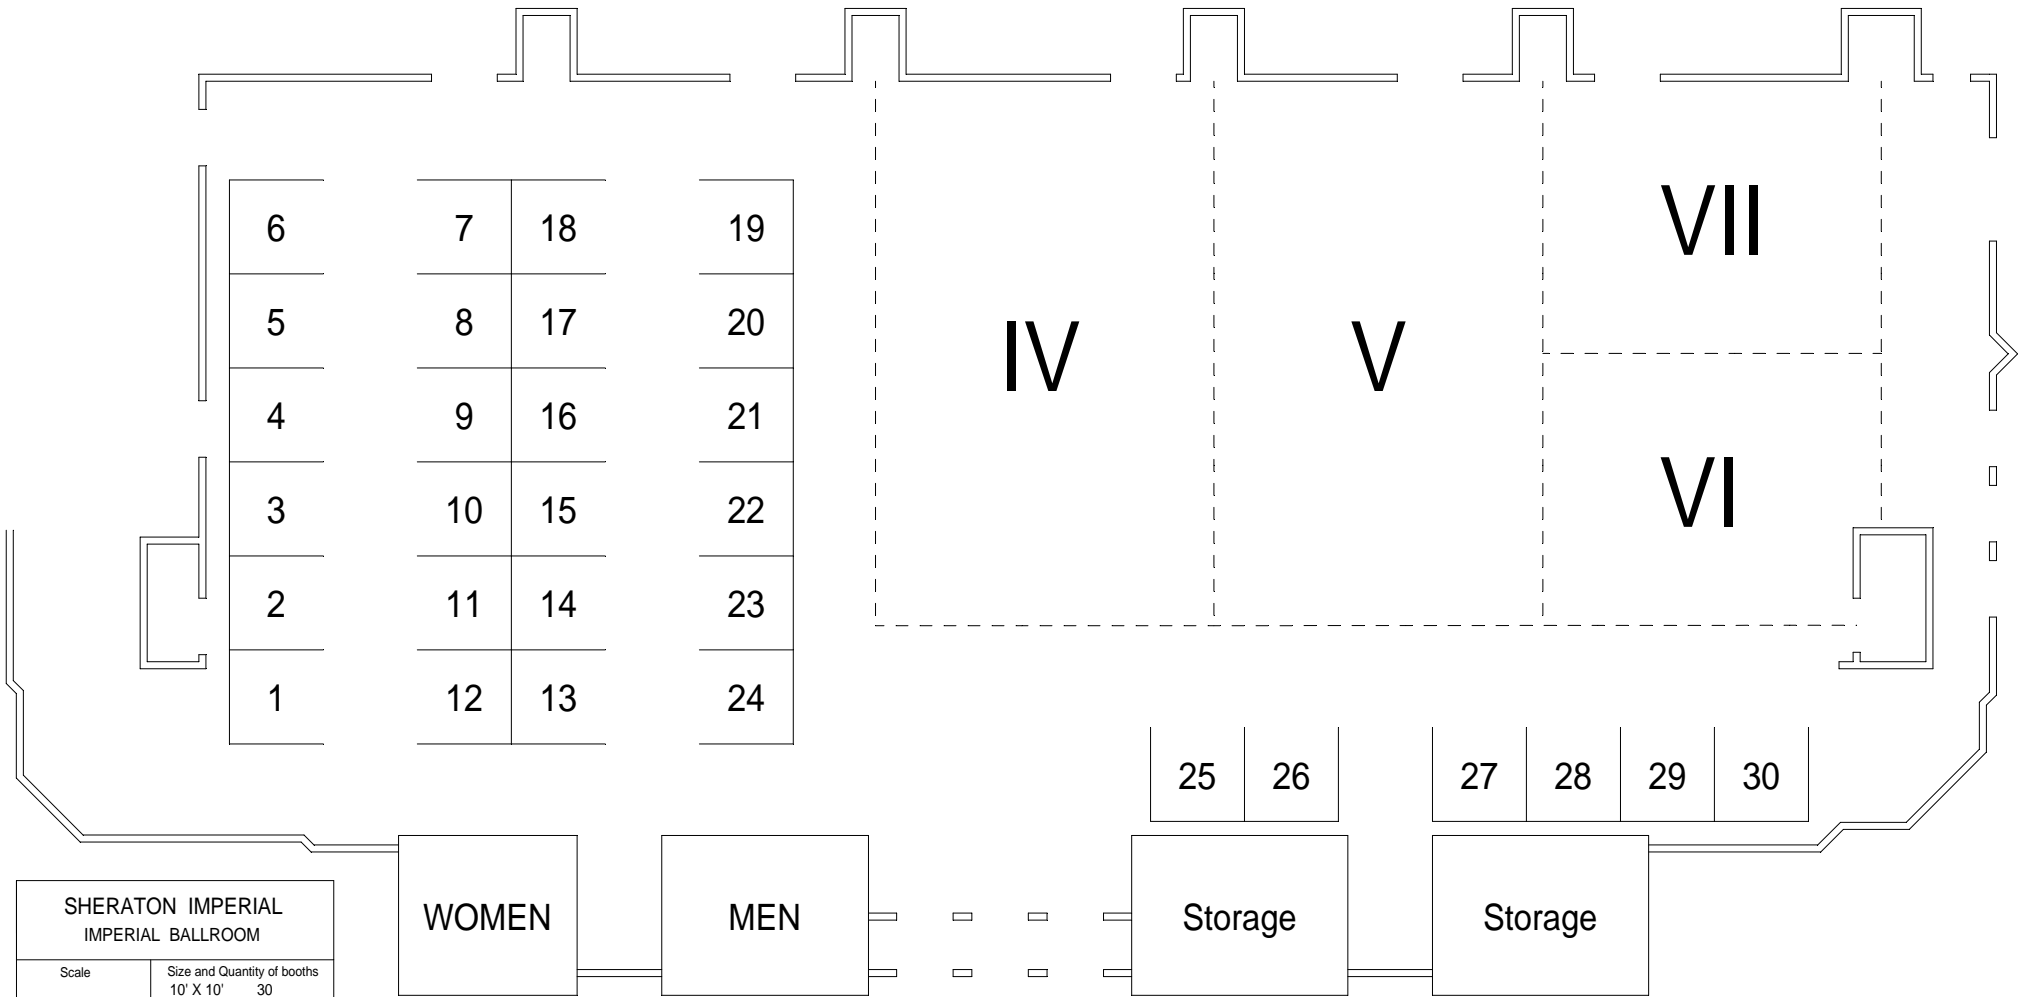 VII
6 7 18 19
5 8 17 20
IV V
4 9 16 21
VI
3 10 15 22
2 11 14 23
1 12 13 24
25 26 27 28 29 30
WOMEN MEN Storage Storage
SHERATON IMPERIAL
IMPERIAL BALLROOM
Scale
Size and Quantity of booths
10' X 10' 30